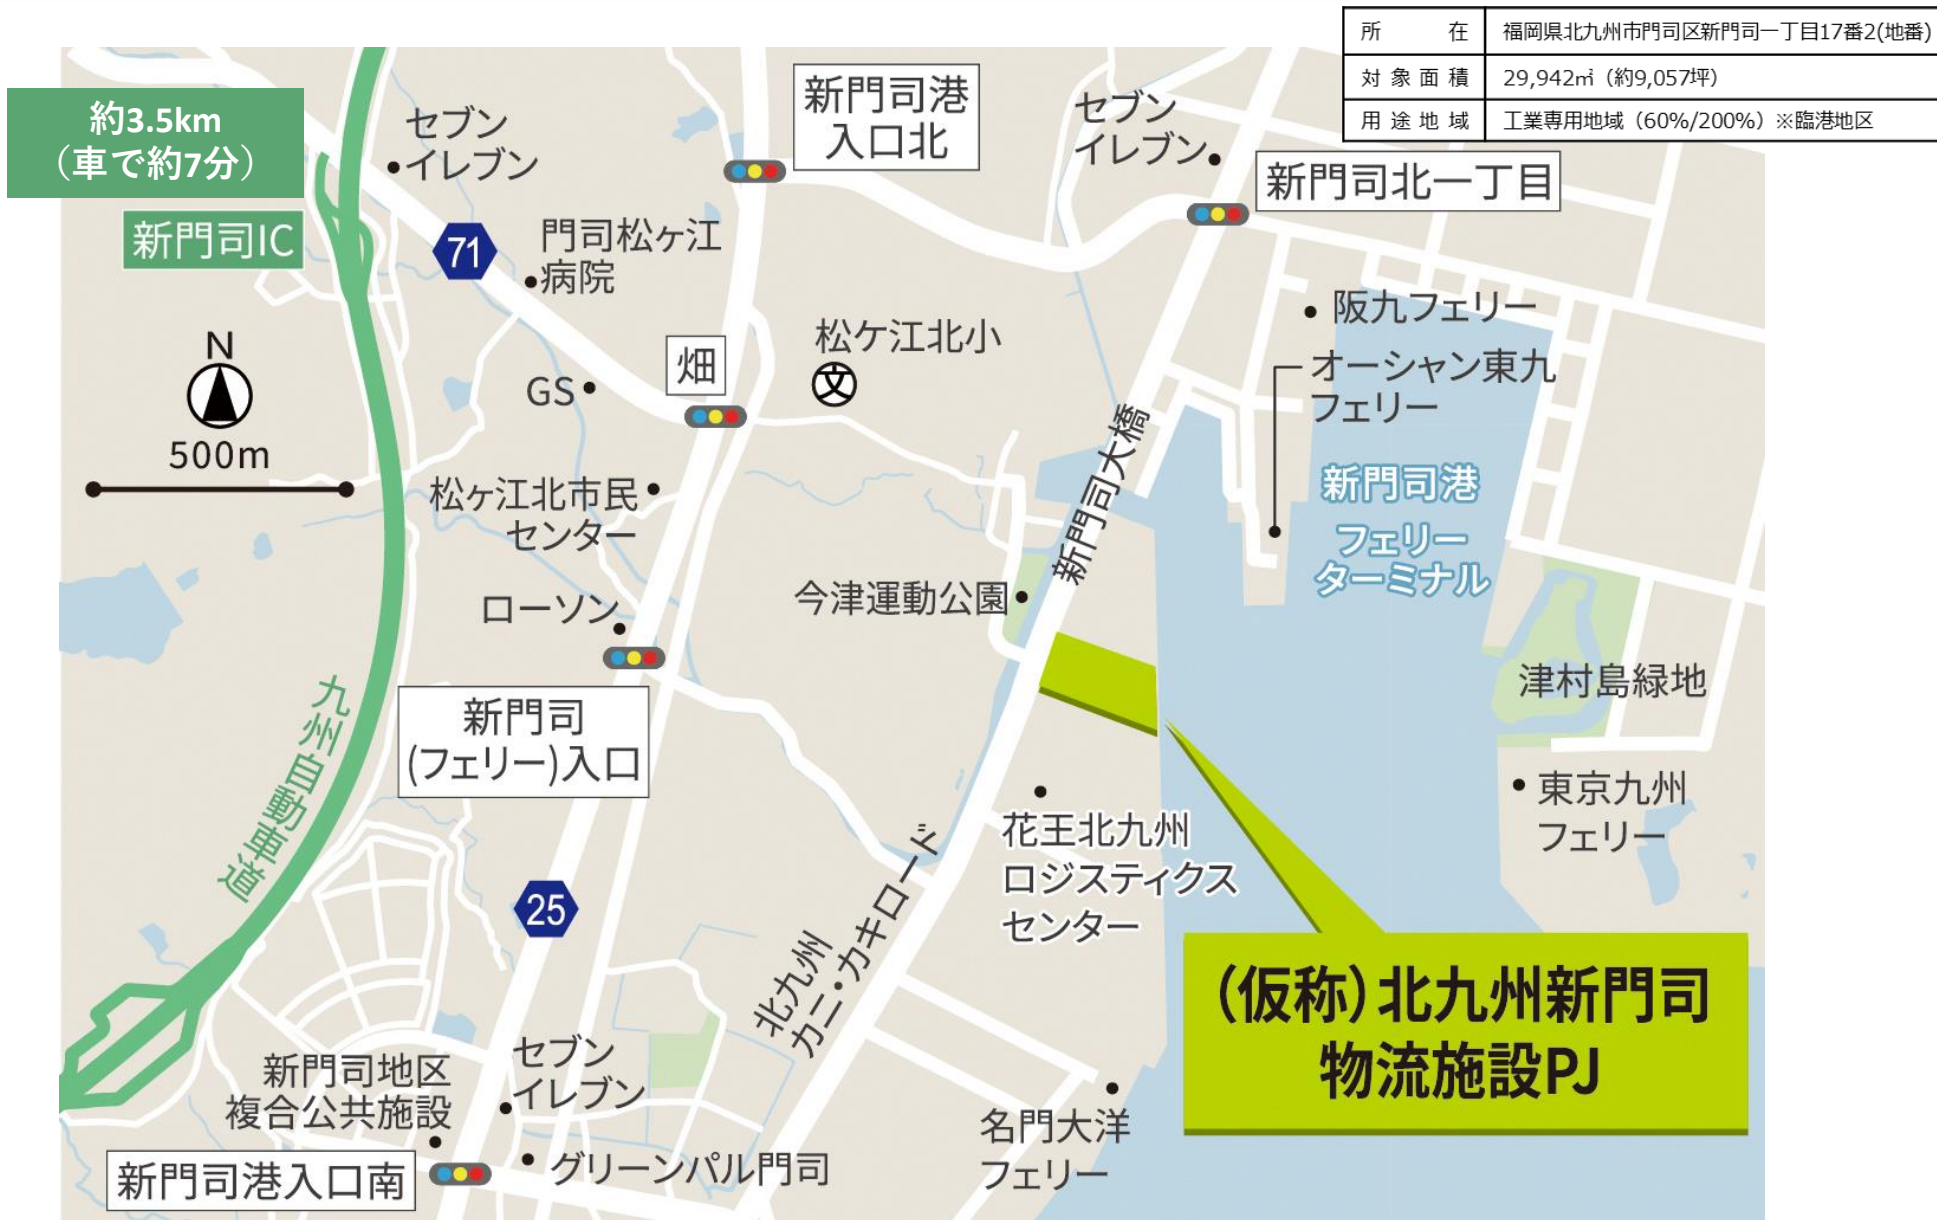 所 在 福岡県北九州市門司区新門司一丁目17番2(地番)
対象面積 29,942㎡（約9,057坪）
用途地域 工業専用地域（60%/200%）※臨港地区
約3.5km
（車で約7分）
新門司IC
セブン
イレブン
71
門司松ヶ江
病院
新門司港
入口北
セブン
イレブン
新門司北一丁目
阪九フェリー
オーシャン東九
フェリー
N
500m
GS
畑
松ケ江北小
文
新門司大橋
新門司港
フェリー
ターミナル
松ヶ江北市民
センター
ローソン
今津運動公園
新門司
(フェリー)入口
九州自動車道
津村島緑地
東京九州
フェリー
花王北九州
ロジスティクス
センター
25
北九州
カニ・カキロード
(仮称)北九州新門司
物流施設PJ
新門司地区
複合公共施設
セブン
イレブン
名門大洋
フェリー
新門司港入口南
グリーンパル門司